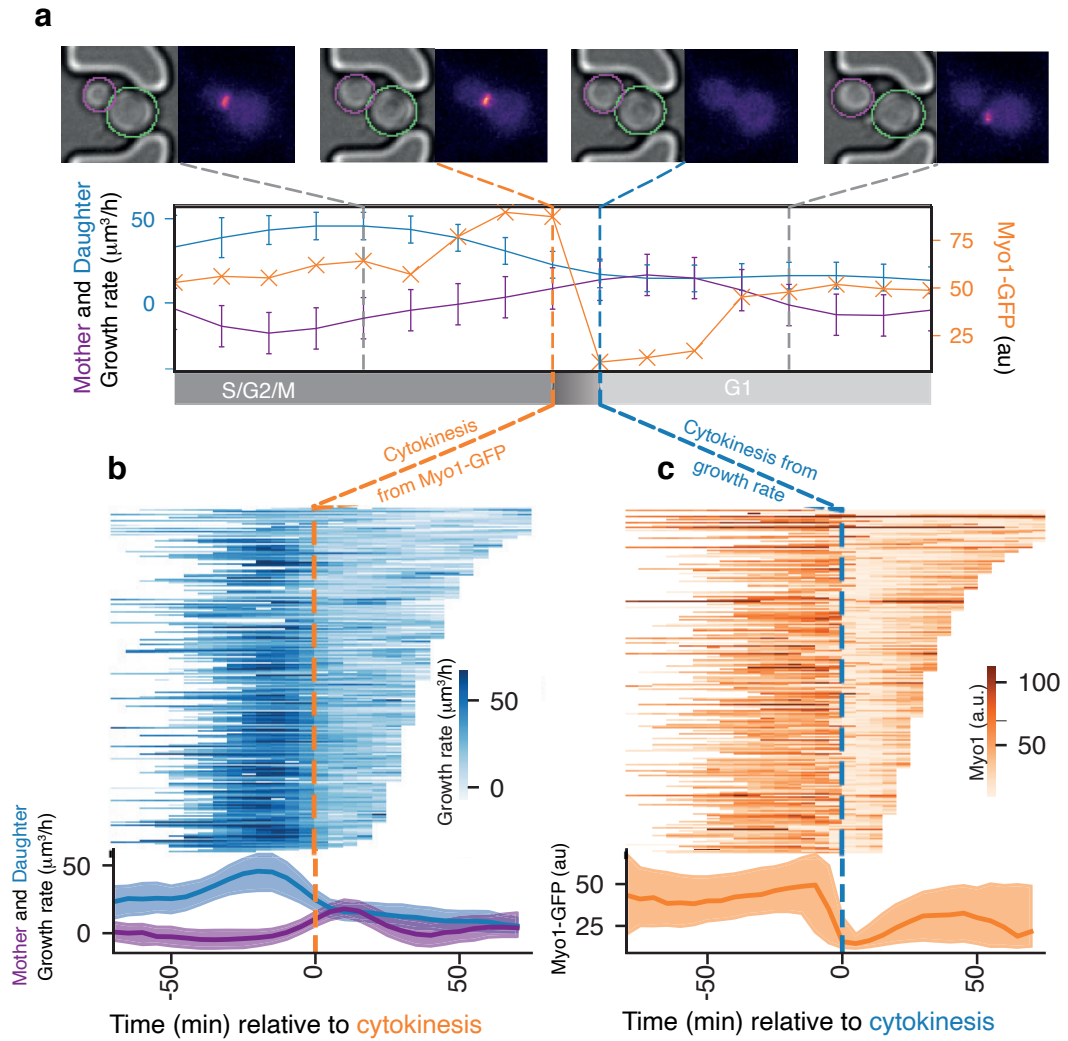 a
Mother and Daughter
Growth rate (μm³/h)
50
0
75
50
25
Myo1-GFP (au)
S/G2/M
G1
Cytokinesis
from Myo1-GFP
Cytokinesis from
growth rate
b
c
Growth rate (μm³/h)
50
0
Myo1 (a.u.)
100
50
Mother and Daughter
Growth rate (μm³/h)
50
0
-50
0
50
Time (min) relative to cytokinesis
Myo1-GFP (au)
50
25
-50
0
50
Time (min) relative to cytokinesis